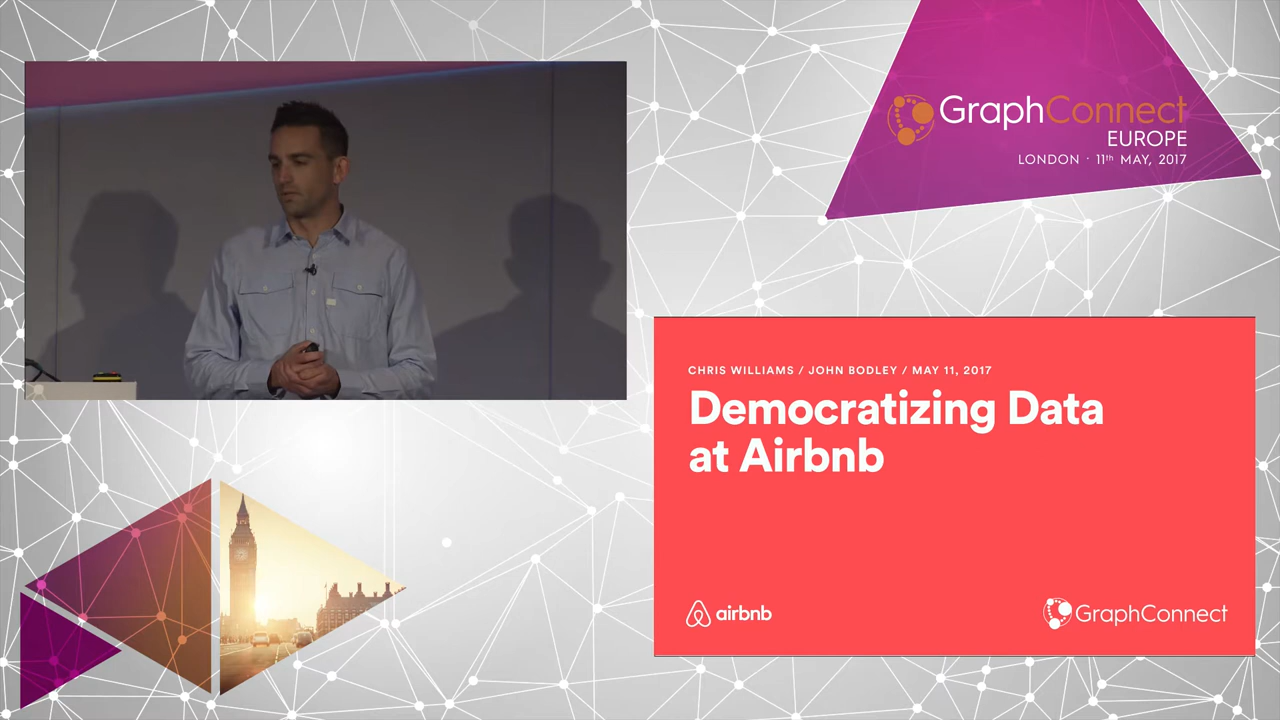 GraphConnect
EUROPE
LONDON · 11th MAY, 2017
CHRIS WILLIAMS / JOHN BODLEY / MAY 11, 2017
Democratizing Data
at Airbnb
airbnb
GraphConnect